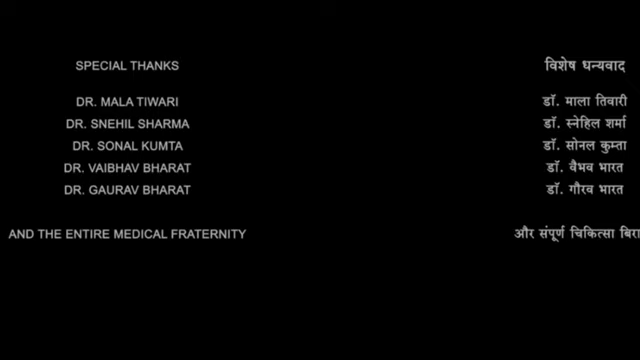 SPECIAL THANKS
विशेष धन्यवाद
DR. MALA TIWARI
डॉ. माला तिवारी
DR. SNEHIL SHARMA
डॉ. स्नेहिल शर्मा
DR. SONAL KUMTA
डॉ. सोनल कुम्ता
DR. VAIBHAV BHARAT
डॉ. वैभव भारत
DR. GAURAV BHARAT
डॉ. गौरव भारत
AND THE ENTIRE MEDICAL FRATERNITY
और संपूर्ण चिकित्सा